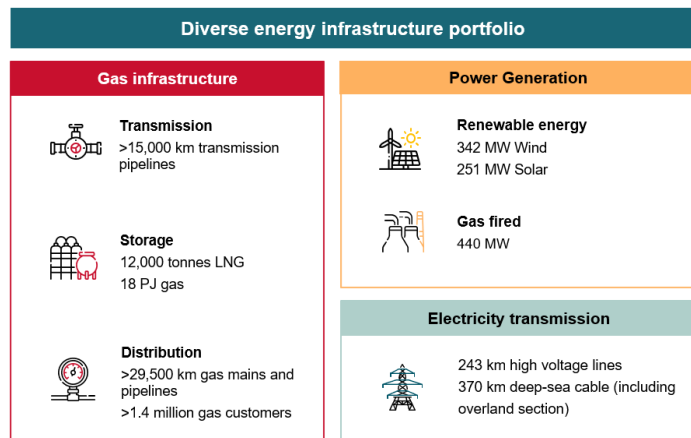 Diverse energy infrastructure portfolio
Gas infrastructure
Transmission
>15,000 km transmission
pipelines
Storage
12,000 tonnes LNG
18 PJ gas
Distribution
>29,500 km gas mains and
pipelines
>1.4 million gas customers
Power Generation
Renewable energy
342 MW Wind
251 MW Solar
Gas fired
440 MW
Electricity transmission
243 km high voltage lines
370 km deep-sea cable (including
overland section)